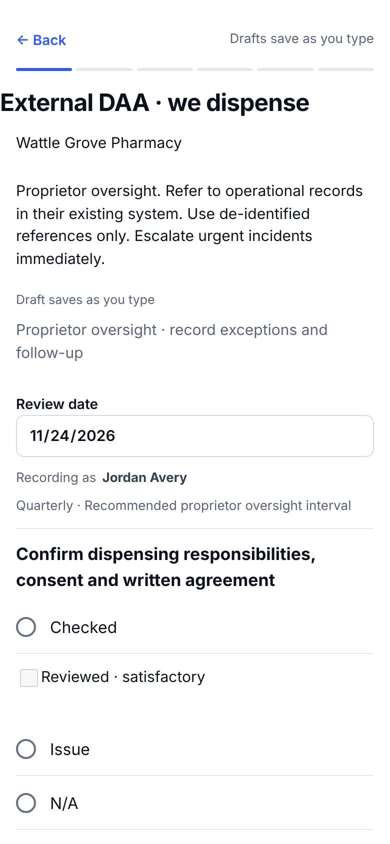 ← Back
Drafts save as you type
External DAA · we dispense
Wattle Grove Pharmacy
Proprietor oversight. Refer to operational records
in their existing system. Use de-identified
references only. Escalate urgent incidents
immediately.
Draft saves as you type
Proprietor oversight · record exceptions and
follow-up
Review date
11/24/2026
Recording as Jordan Avery
Quarterly · Recommended proprietor oversight interval
Confirm dispensing responsibilities,
consent and written agreement
Checked
Reviewed · satisfactory
Issue
N/A